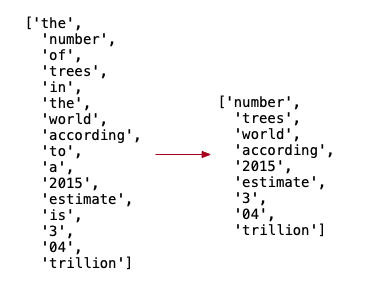 ['the',
'number',
'of',
'trees',
'in',
'the',
'world',
'according',
'to',
'a',
'2015',
'estimate',
'is',
'3',
'04',
'trillion']
['number',
'trees',
'world',
'according',
'2015',
'estimate',
'3',
'04',
'trillion']